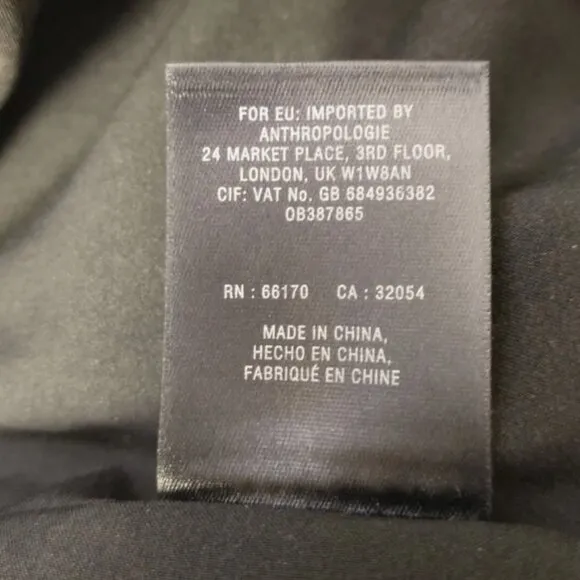 FOR EU: IMPORTED BY
ANTHROPOLOGIE
24 MARKET PLACE, 3RD FLOOR,
LONDON, UK W1W8AN
CIF: VAT No. GB 684936382
OB387865
RN : 66170 CA : 32054
MADE IN CHINA,
HECHO EN CHINA,
FABRIQUÉ EN CHINE